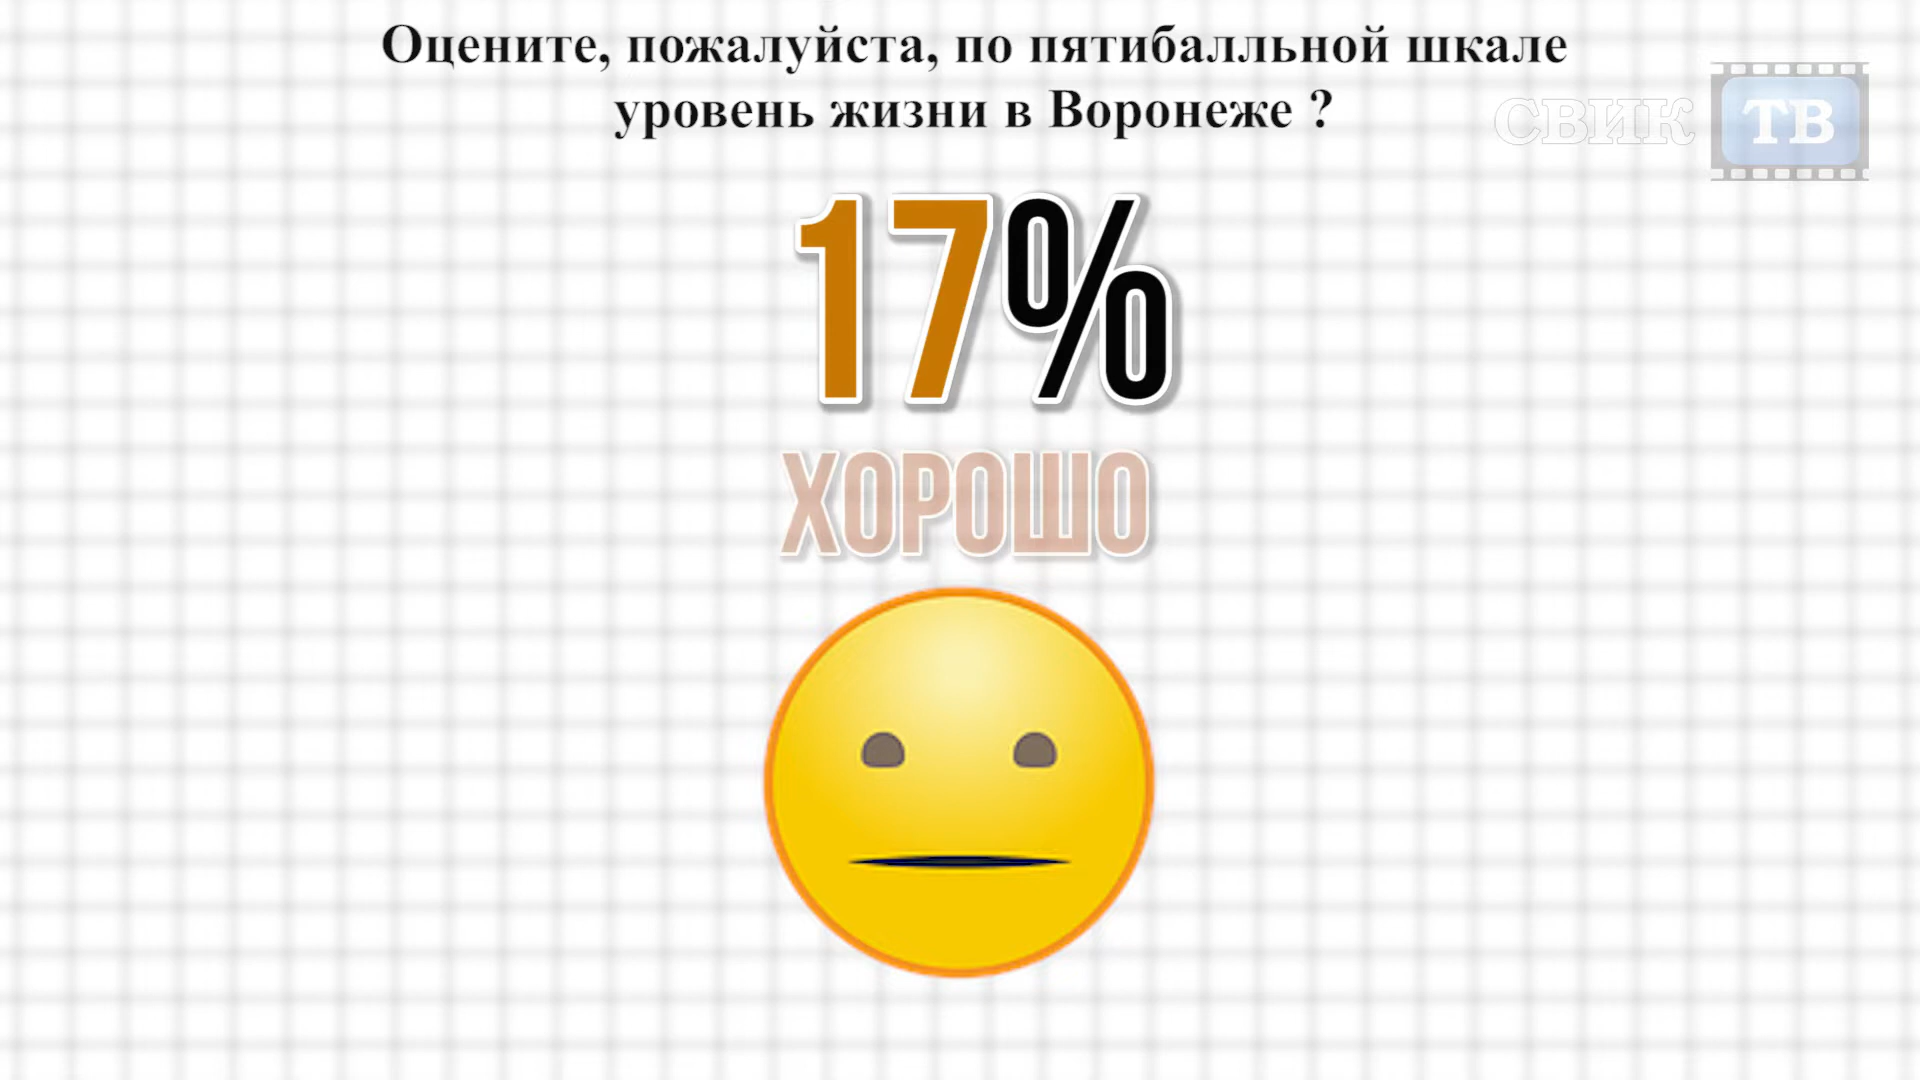 Оцените, пожалуйста, по пятибалльной шкале
уровень жизни в Воронеже ?
СВИК ТВ
17%
ХОРОШО